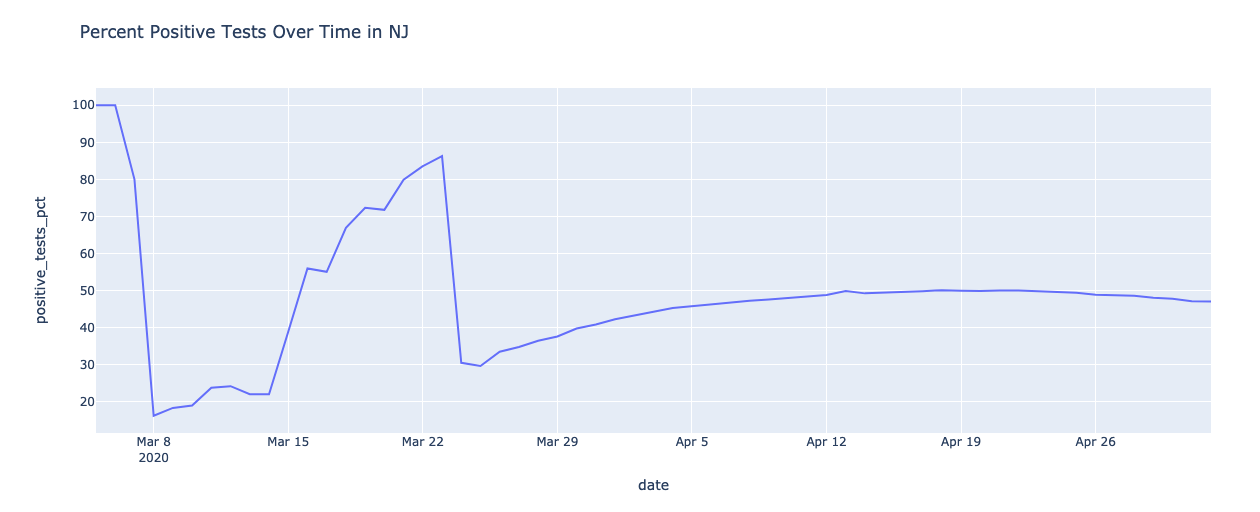 Percent Positive Tests Over Time in NJ
positive_tests_pct
100
90
80
70
60
50
40
30
20
Mar 8
2020
Mar 15
Mar 22
Mar 29
Apr 5
Apr 12
Apr 19
Apr 26
date